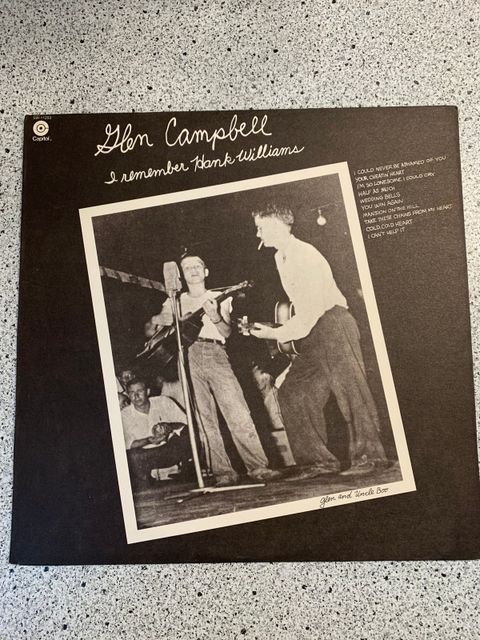 SW-11253
Capitol
Glen Campbell
I remember Hank Williams
I COULD NEVER BE ASHAMED OF YOU
YOUR CHEATIN' HEART
I'M SO LONESOME I COULD CRY
HALF AS MUCH
WEDDING BELLS
YOU WIN AGAIN
MANSION ON THE HILL
TAKE THESE CHAINS FROM MY HEART
COLD, COLD HEART
I CAN'T HELP IT
Glen and Uncle Boo